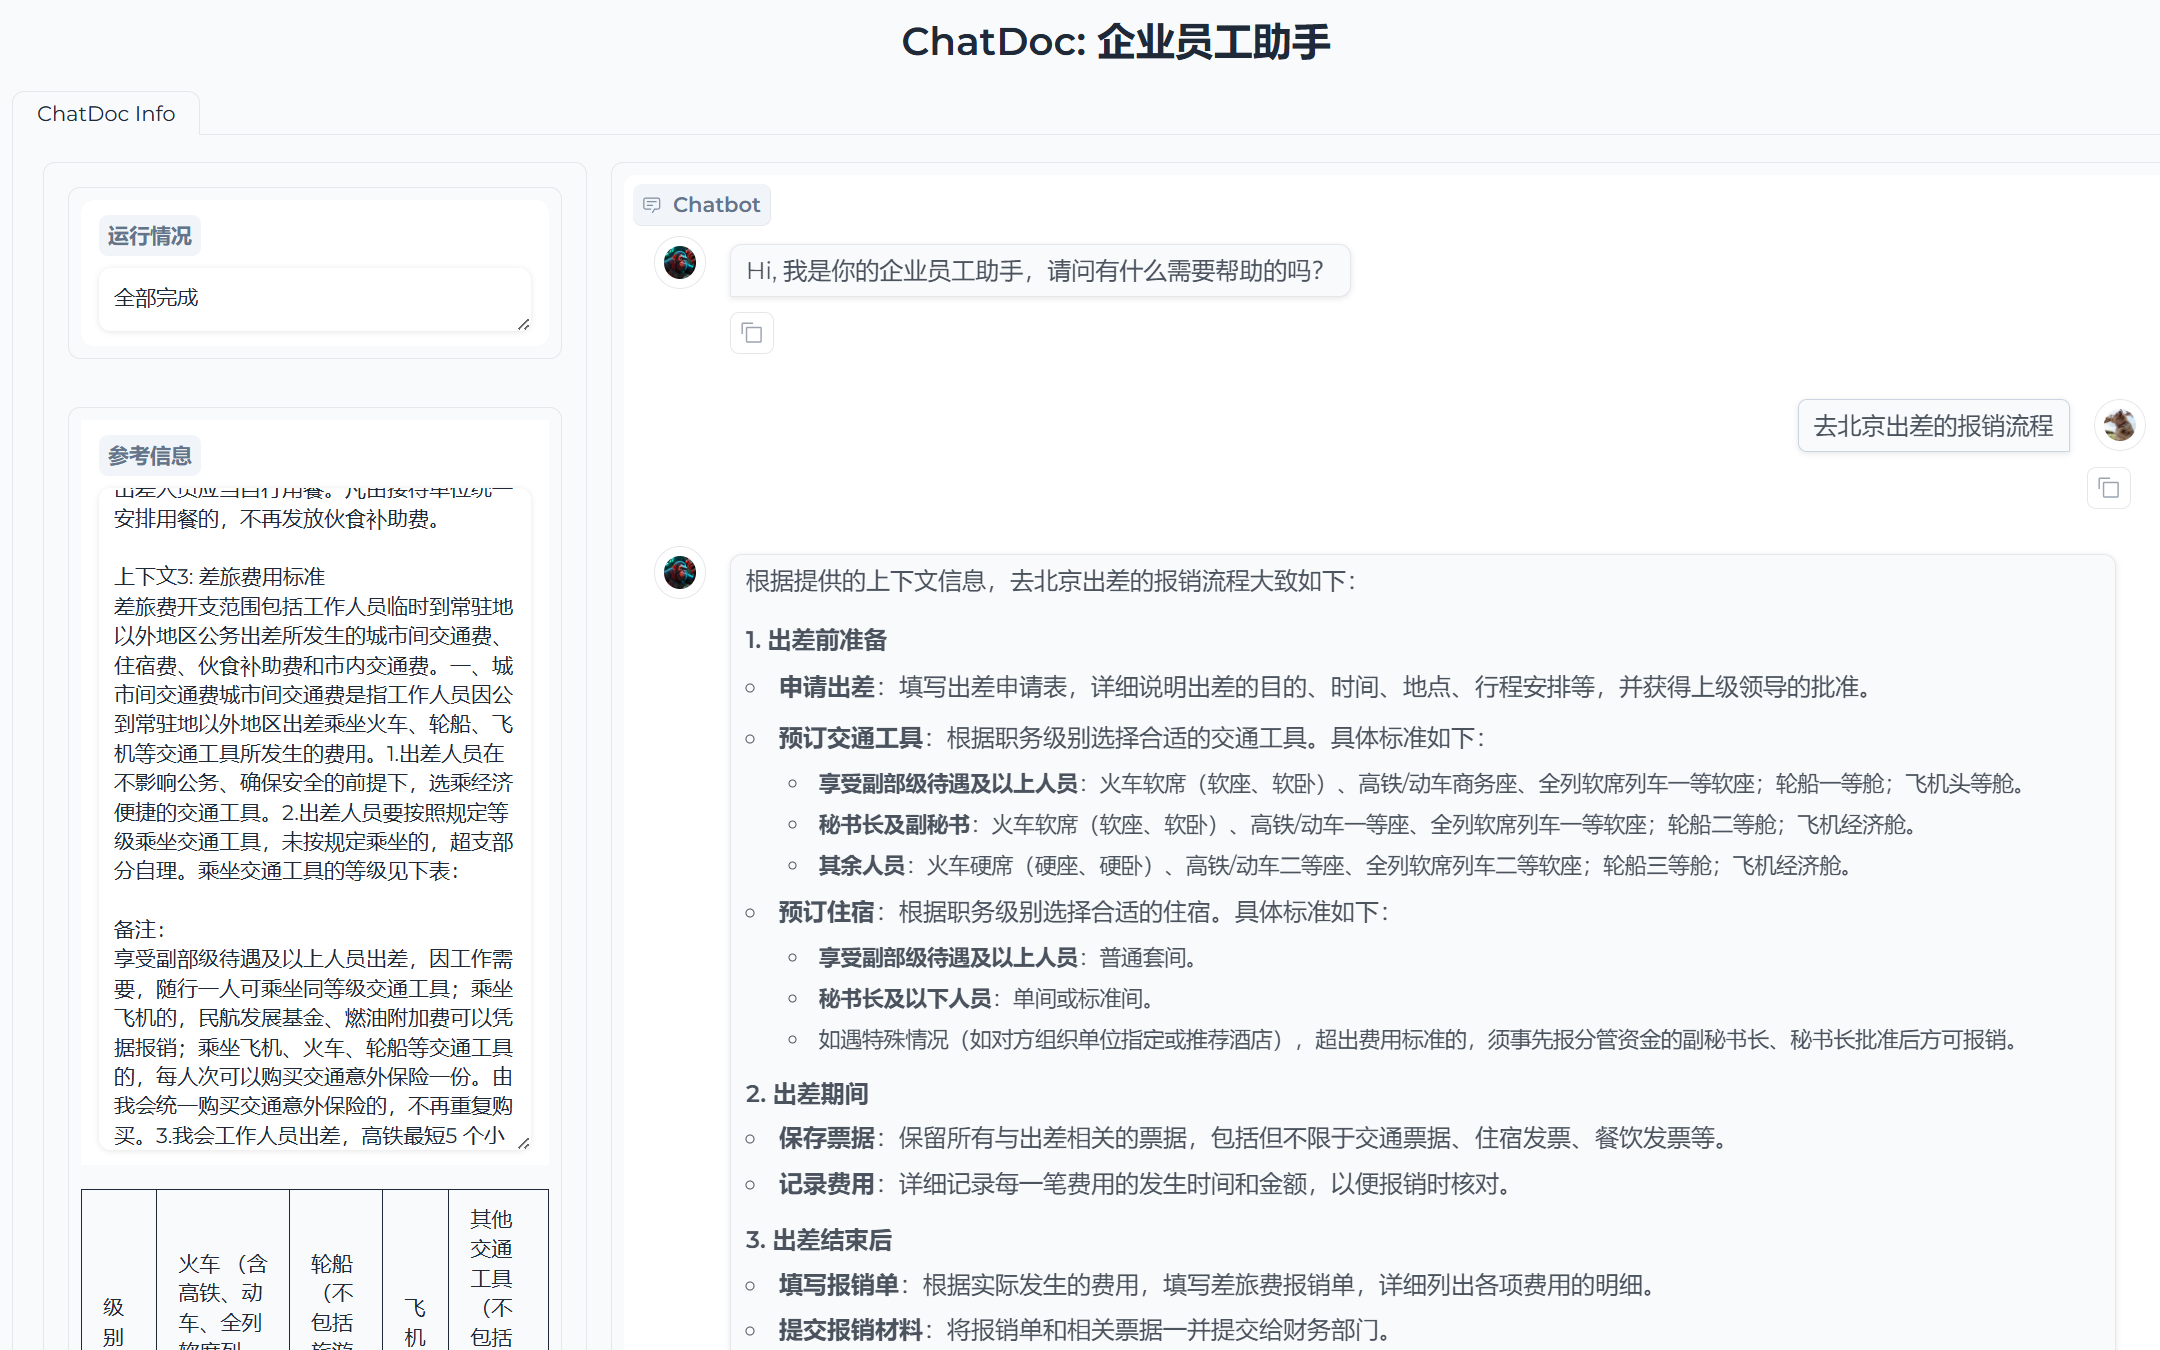 ChatDoc: 企业员工助手
ChatDoc Info
运行情况
全部完成
参考信息
出差人员应当自行用餐。凡由接待单位统一
安排用餐的，不再发放伙食补助费。
上下文3: 差旅费用标准
差旅费开支范围包括工作人员临时到常驻地
以外地区公务出差所发生的城市间交通费、
住宿费、伙食补助费和市内交通费。一、城
市间交通费城市间交通费是指工作人员因公
到常驻地以外地区出差乘坐火车、轮船、飞
机等交通工具所发生的费用。1.出差人员在
不影响公务、确保安全的前提下，选乘经济
便捷的交通工具。2.出差人员要按照规定等
级乘坐交通工具，未按规定乘坐的，超支部
分自理。乘坐交通工具的等级见下表：
备注：
享受副部级待遇及以上人员出差，因工作需
要，随行一人可乘坐同等级交通工具；乘坐
飞机的，民航发展基金、燃油附加费可以凭
据报销；乘坐飞机、火车、轮船等交通工具
的，每人次可以购买交通意外保险一份。由
我会统一购买交通意外保险的，不再重复购
买。3.我会工作人员出差，高铁最短5 个小
级
别
火车 （含
高铁、动
车、全列
软席列
轮船
（不
包括
旅游
飞
机
其他
交通
工具
（不
包括
Chatbot
Hi, 我是你的企业员工助手，请问有什么需要帮助的吗？
去北京出差的报销流程
根据提供的上下文信息，去北京出差的报销流程大致如下：
1. 出差前准备
申请出差：填写出差申请表，详细说明出差的目的、时间、地点、行程安排等，并获得上级领导的批准。
预订交通工具：根据职务级别选择合适的交通工具。具体标准如下：
享受副部级待遇及以上人员：火车软席（软座、软卧）、高铁/动车商务座、全列软席列车一等软座；轮船一等舱；飞机头等舱。
秘书长及副秘书：火车软席（软座、软卧）、高铁/动车一等座、全列软席列车一等软座；轮船二等舱；飞机经济舱。
其余人员：火车硬席（硬座、硬卧）、高铁/动车二等座、全列软席列车二等软座；轮船三等舱；飞机经济舱。
预订住宿：根据职务级别选择合适的住宿。具体标准如下：
享受副部级待遇及以上人员：普通套间。
秘书长及以下人员：单间或标准间。
如遇特殊情况（如对方组织单位指定或推荐酒店），超出费用标准的，须事先报分管资金的副秘书长、秘书长批准后方可报销。
2. 出差期间
保存票据：保留所有与出差相关的票据，包括但不限于交通票据、住宿发票、餐饮发票等。
记录费用：详细记录每一笔费用的发生时间和金额，以便报销时核对。
3. 出差结束后
填写报销单：根据实际发生的费用，填写差旅费报销单，详细列出各项费用的明细。
提交报销材料：将报销单和相关票据一并提交给财务部门。